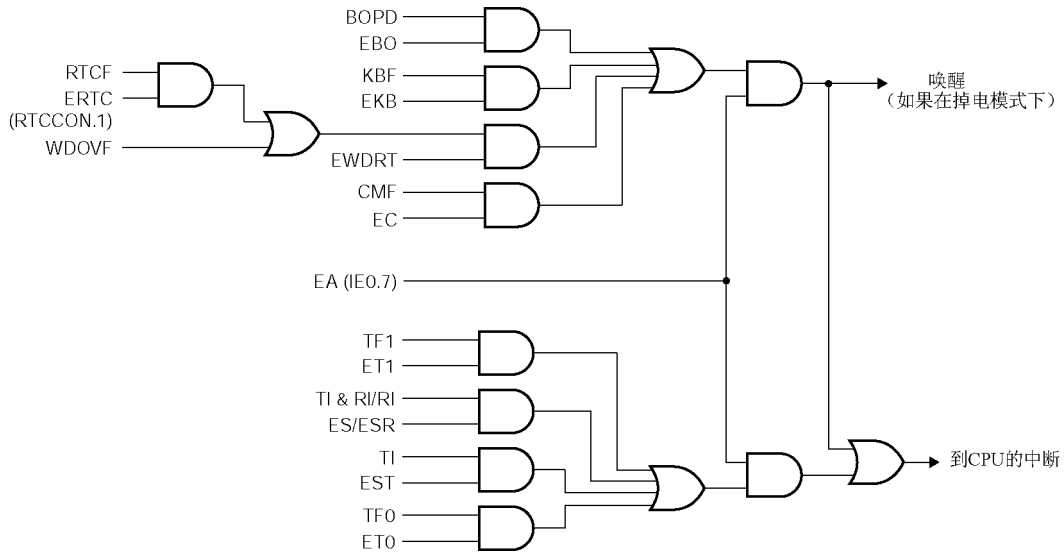 BOPD
EBO
RTCF
ERTC
(RTCCON.1)
WDOVF
KBF
EKB
EWDRT
CMF
EC
唤醒
（如果在掉电模式下）
EA (IE0.7)
TF1
ET1
TI & RI/RI
ES/ESR
TI
EST
TF0
ET0
到CPU的中断